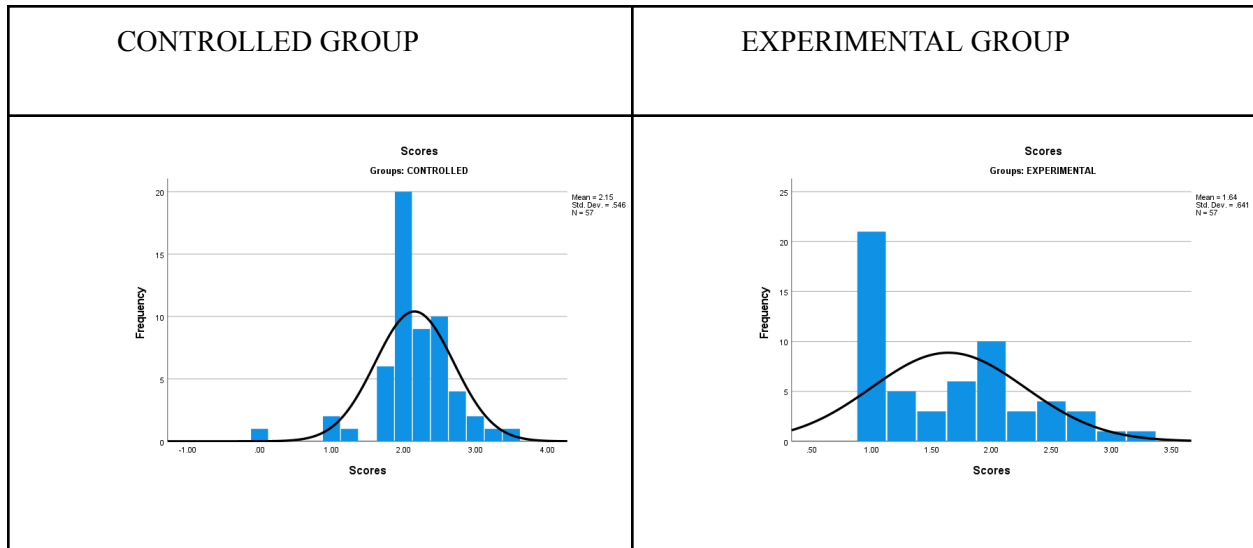 CONTROLLED GROUP
EXPERIMENTAL GROUP
Scores
Groups: CONTROLLED
Mean = 2.15
Std. Dev. = .546
N = 57
Frequency
20
15
10
5
0
-1.00 .00 1.00 2.00 3.00 4.00
Scores
Scores
Groups: EXPERIMENTAL
Mean = 1.64
Std. Dev. = .641
N = 57
Frequency
25
20
15
10
5
0
.50 1.00 1.50 2.00 2.50 3.00 3.50
Scores